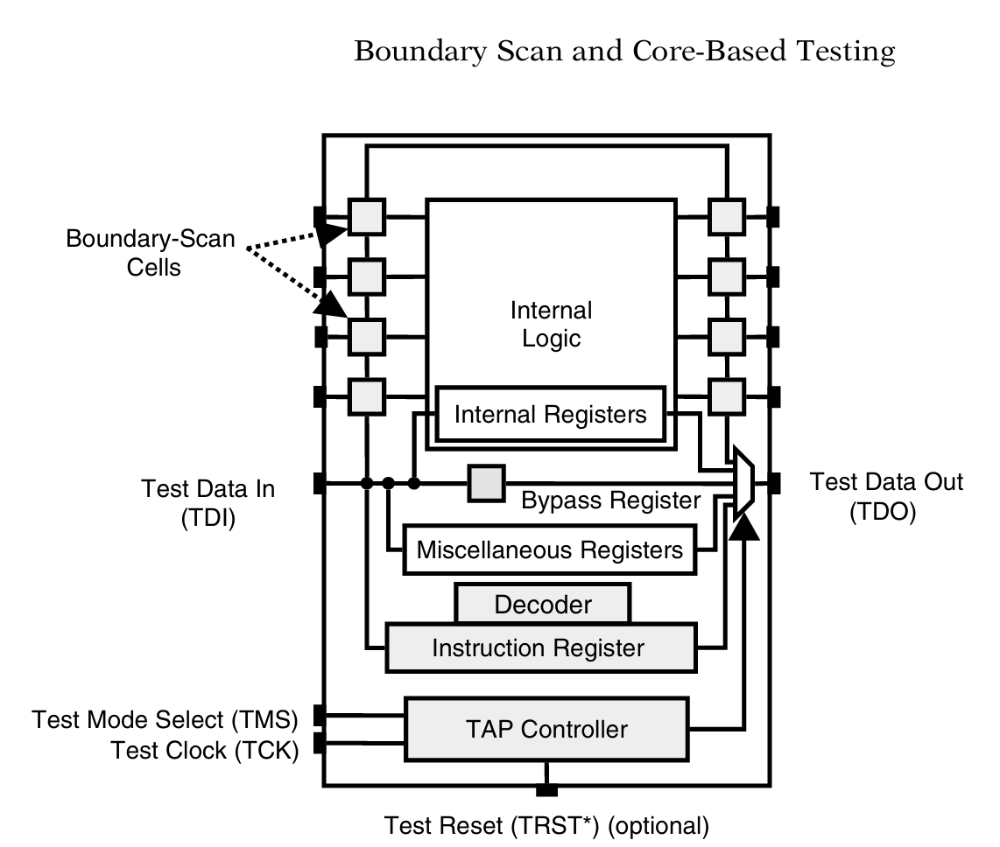 Boundary Scan and Core-Based Testing
Boundary-Scan
Cells
Internal
Logic
Internal Registers
Test Data In
(TDI)
Bypass Register
Test Data Out
(TDO)
Miscellaneous Registers
Decoder
Instruction Register
Test Mode Select (TMS)
Test Clock (TCK)
TAP Controller
Test Reset (TRST*) (optional)